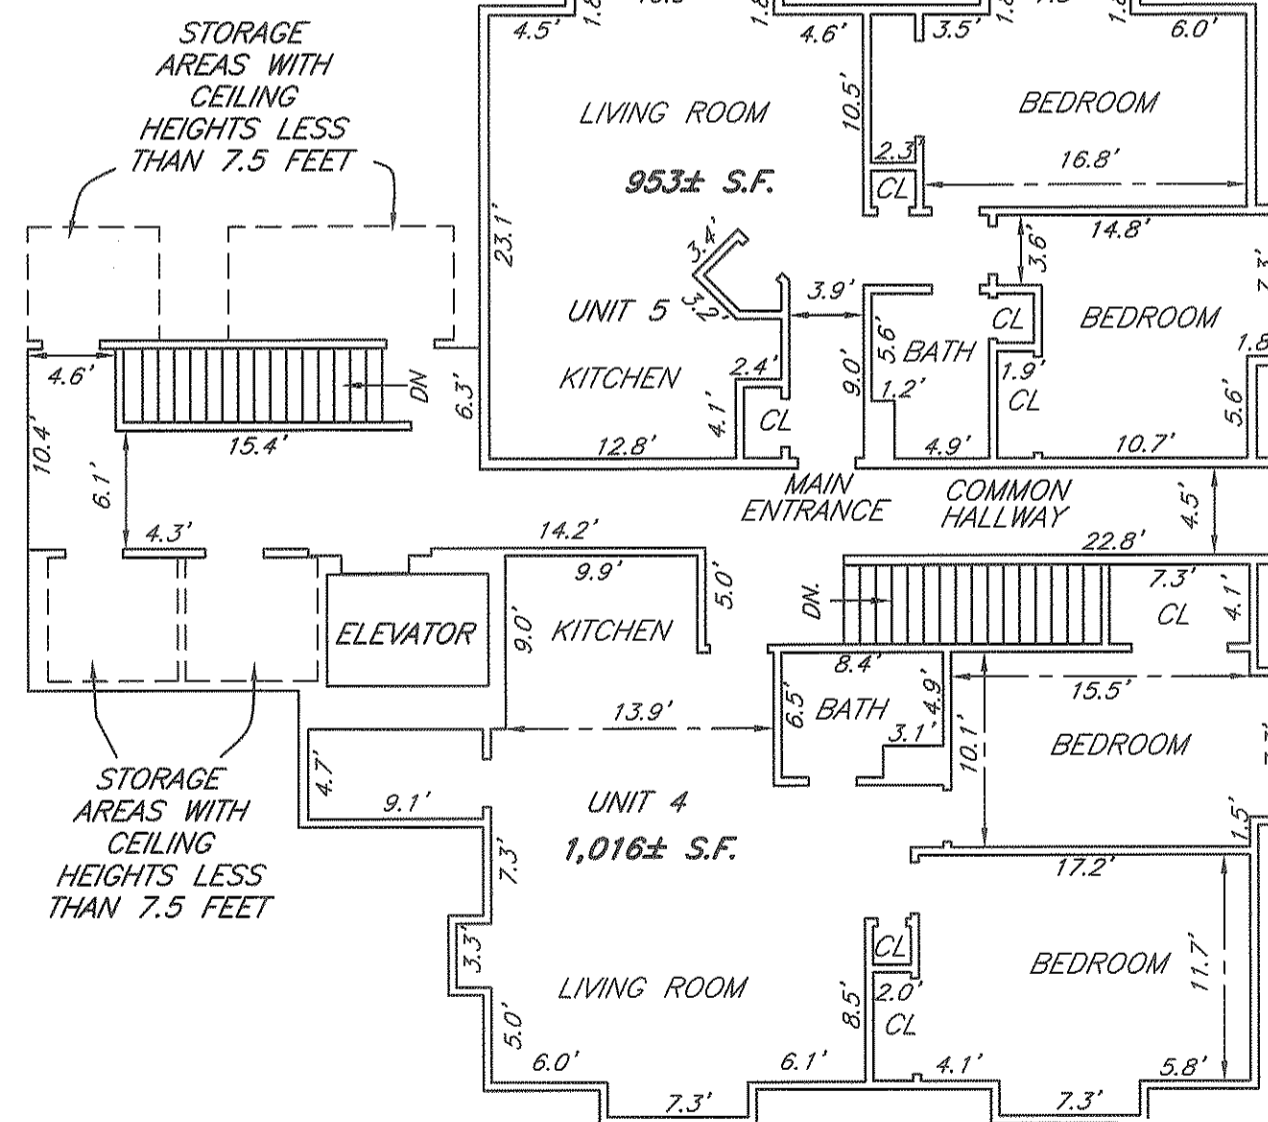 STORAGE
AREAS WITH
CEILING
HEIGHTS LESS
THAN 7.5 FEET
4.5'
4.6'
3.5'
6.0'
LIVING ROOM
10.5'
BEDROOM
953± S.F.
2.3'
CL
16.8'
23.1'
3.4'
3.2'
3.9'
14.8'
3.6'
UNIT 5
KITCHEN
2.4'
4.1'
CL
12.8'
9.0'
5.6'
BATH
1.2'
4.9'
CL
1.9'
CL
BEDROOM
5.6'
10.7'
4.6'
DN
6.3'
10.4'
15.4'
6.1'
4.3'
MAIN
ENTRANCE
COMMON
HALLWAY
4.5'
14.2'
22.8'
9.9'
5.0'
DN.
7.3'
CL
4.1'
ELEVATOR
9.0'
KITCHEN
8.4'
6.5'
BATH
4.9'
3.1'
15.5'
13.9'
10.1'
BEDROOM
STORAGE
AREAS WITH
CEILING
HEIGHTS LESS
THAN 7.5 FEET
4.7'
9.1'
UNIT 4
1,016± S.F.
1.5'
7.3'
17.2'
3.3'
CL
BEDROOM
11.7'
LIVING ROOM
8.5'
2.0'
CL
5.0'
6.0'
6.1'
4.1'
5.8'
7.3'
7.3'